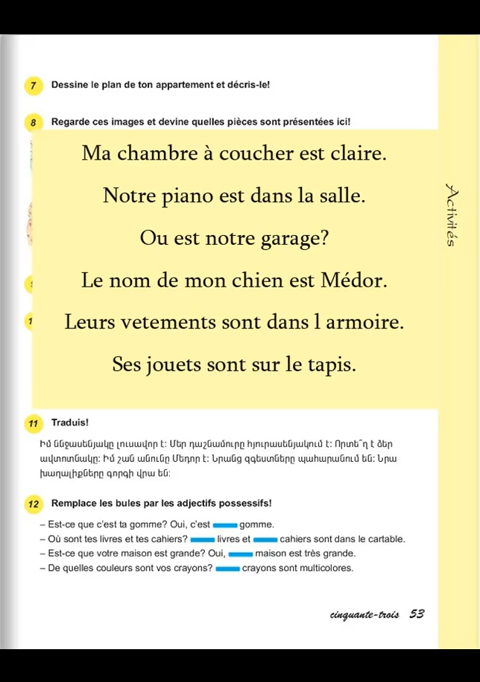 7 Dessine le plan de ton appartement et décris-le!
8 Regarde ces images et devine quelles pièces sont présentées ici!
Ma chambre à coucher est claire.
Notre piano est dans la salle.
Ou est notre garage?
Le nom de mon chien est Médor.
Leurs vetements sont dans l armoire.
Ses jouets sont sur le tapis.
Activités
11 Traduis!
Իմ ննջասենյակը լուսավոր է: Մեր դաշնամուրը հյուրասենյակում է: Որտե՞ղ է ձեր
ավտոտնակը: Իմ շան անունը Մեդոր է: Նրանց զգեստները պահարանում են: Նրա
խաղալիքները գորգի վրա են:
12 Remplace les bules par les adjectifs possessifs!
– Est-ce que c'est ta gomme? Oui, c'est gomme.
– Où sont tes livres et tes cahiers? livres et cahiers sont dans le cartable.
– Est-ce que votre maison est grande? Oui, maison est très grande.
– De quelles couleurs sont vos crayons? crayons sont multicolores.
cinquante-trois 53